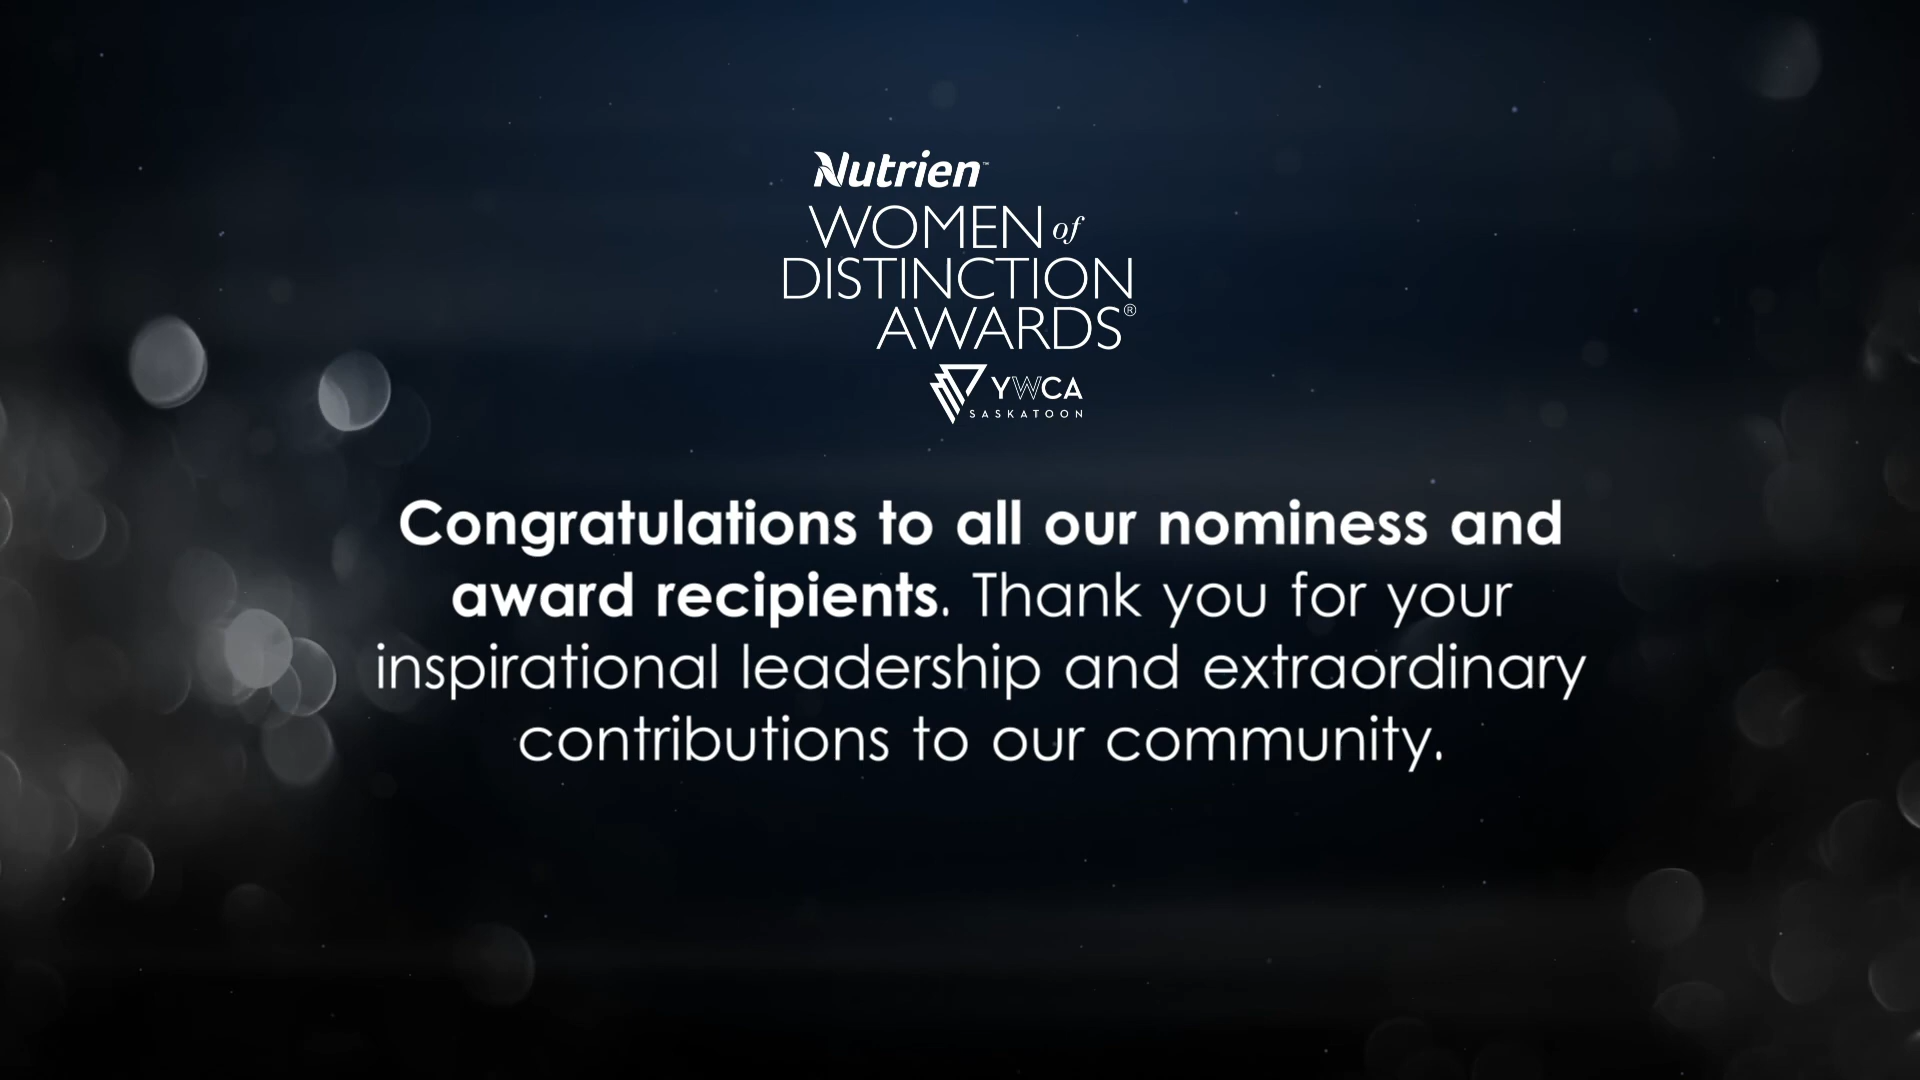 Nutrien™
WOMEN of
DISTINCTION
AWARDS®
YWCA
SASKATOON
Congratulations to all our nominess and
award recipients. Thank you for your
inspirational leadership and extraordinary
contributions to our community.